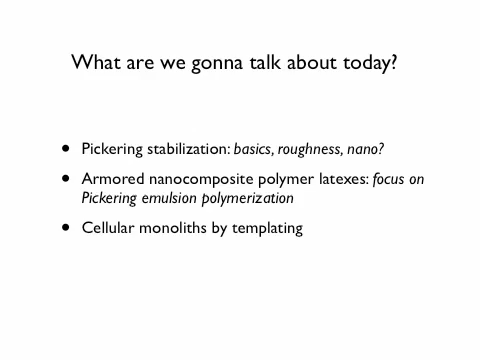 What are we gonna talk about today?
• Pickering stabilization: basics, roughness, nano?
• Armored nanocomposite polymer latexes: focus on
Pickering emulsion polymerization
• Cellular monoliths by templating